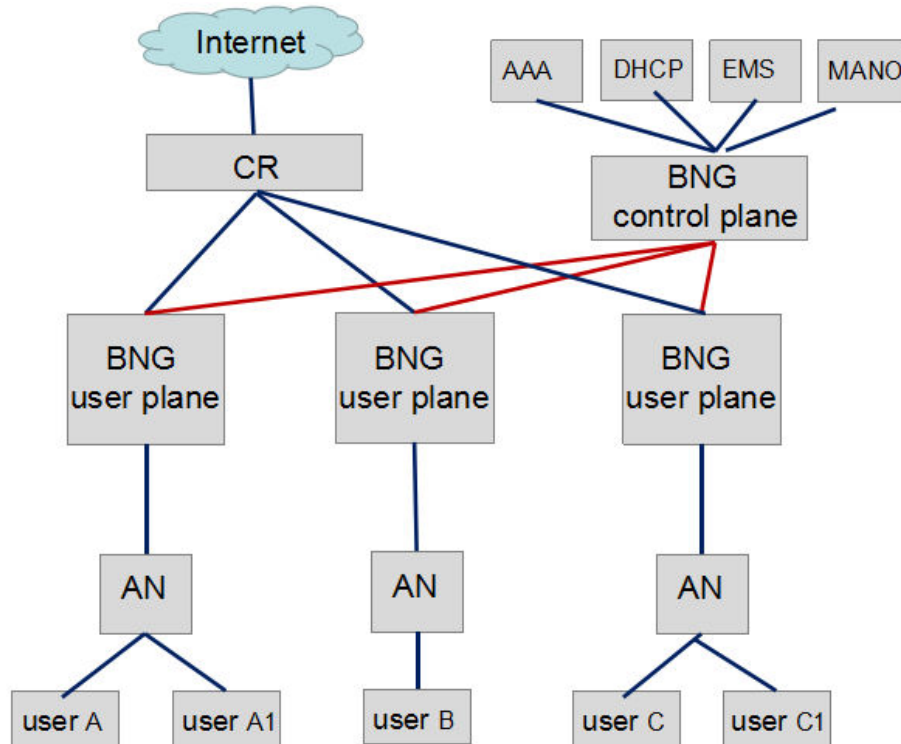 Internet
AAA
DHCP
EMS
MANO
CR
BNG
control plane
BNG
user plane
BNG
user plane
BNG
user plane
AN
AN
AN
user A
user A1
user B
user C
user C1